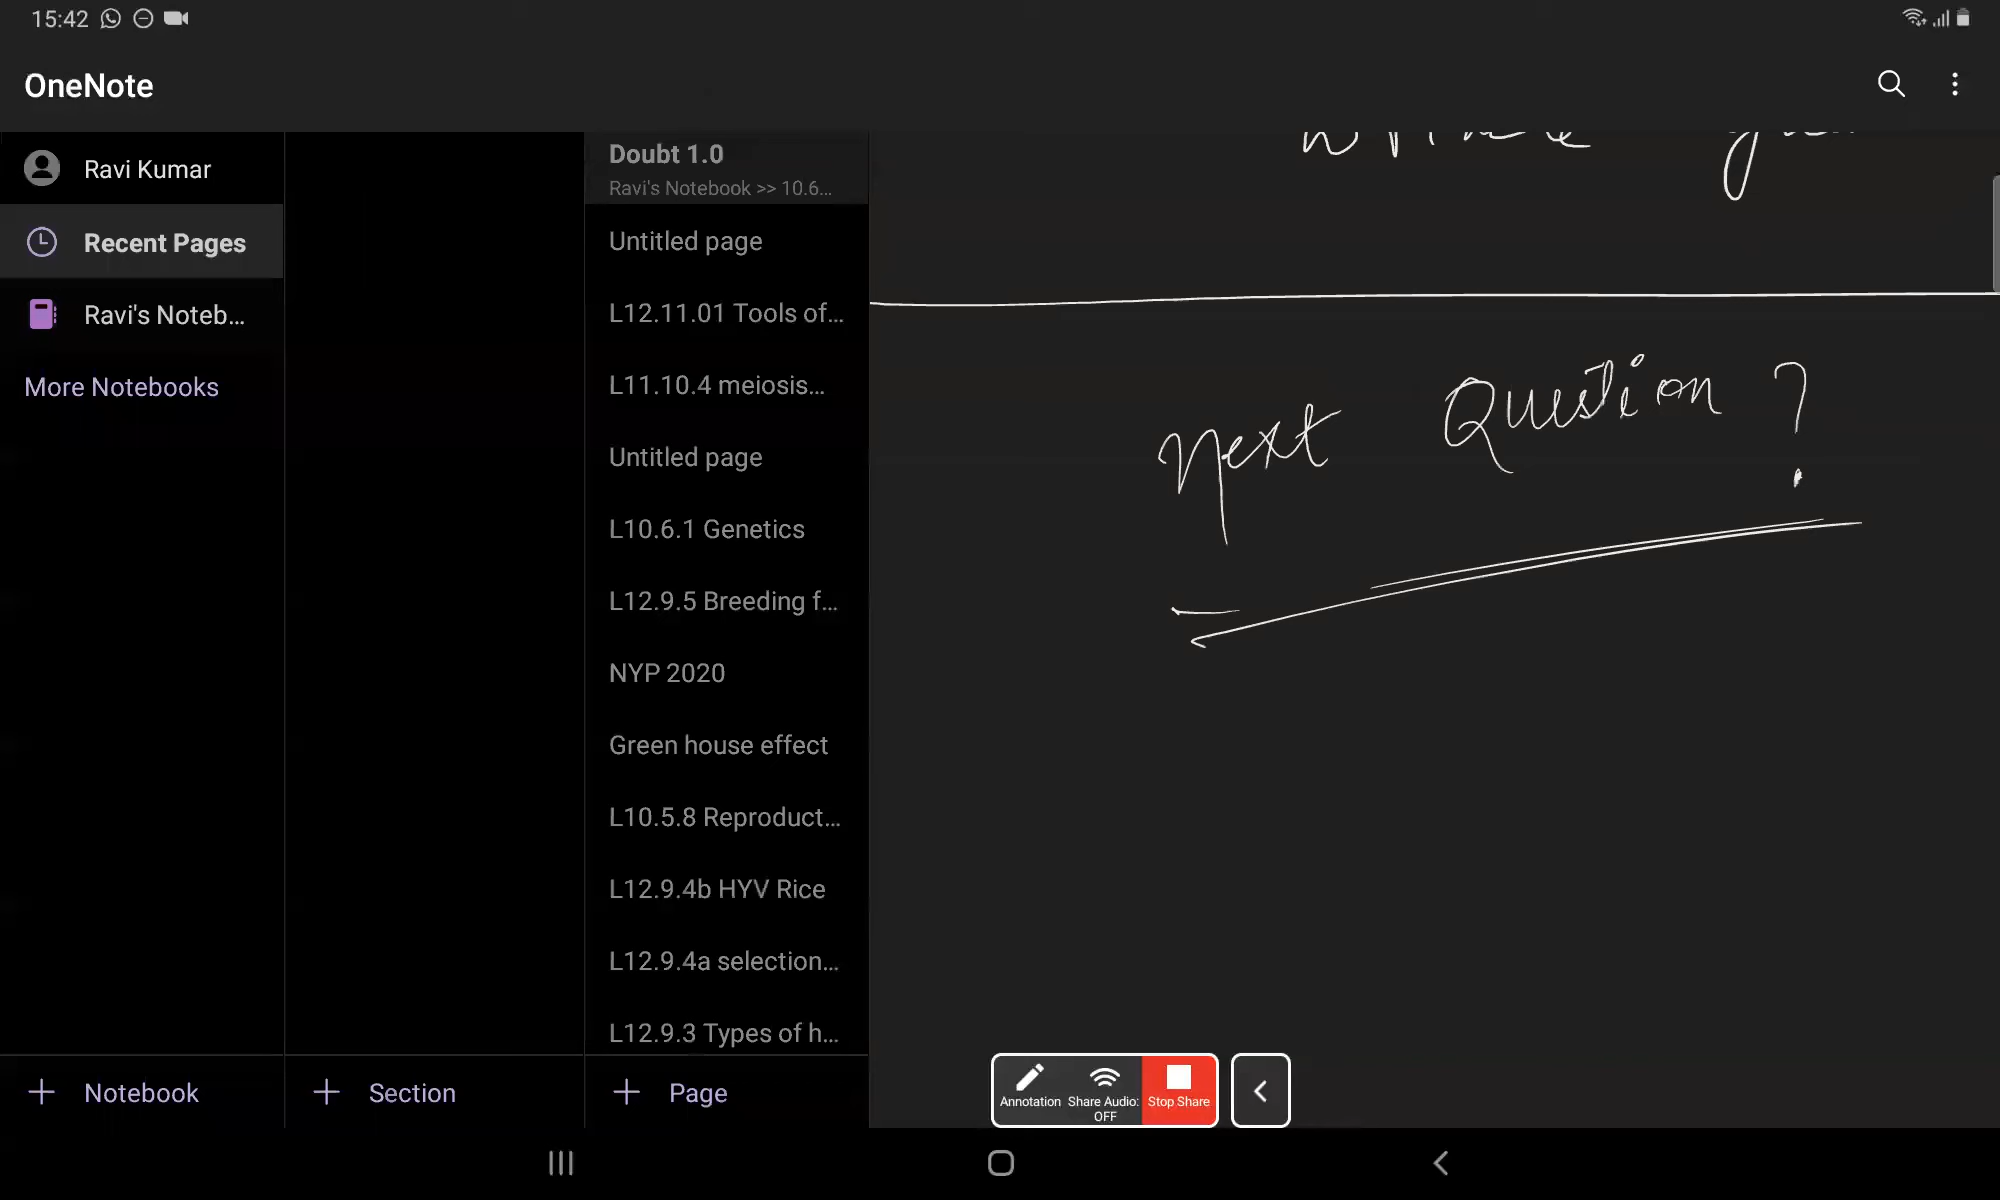 15:42
OneNote
Ravi Kumar
Recent Pages
Ravi's Noteb...
More Notebooks
Doubt 1.0
Ravi's Notebook >> 10.6...
Untitled page
L12.11.01 Tools of...
L11.10.4 meiosis...
Untitled page
L10.6.1 Genetics
L12.9.5 Breeding f...
NYP 2020
Green house effect
L10.5.8 Reproduct...
L12.9.4b HYV Rice
L12.9.4a selection...
L12.9.3 Types of h...
Next Question ?
Notebook
Section
Page
Annotation
Share Audio:
OFF
Stop Share